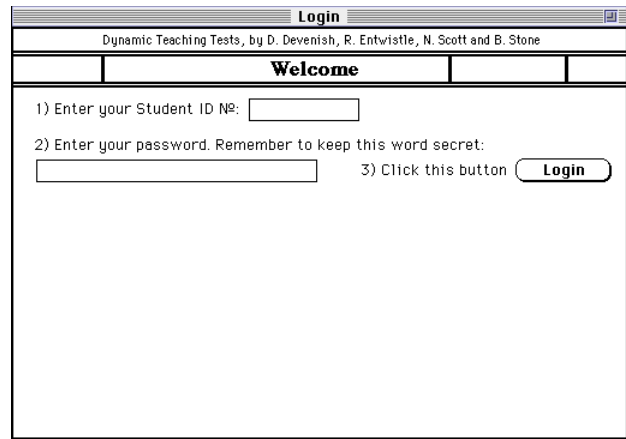 Login
Dynamic Teaching Tests, by D. Devenish, R. Entwistle, N. Scott and B. Stone
Welcome
1) Enter your Student ID №:
2) Enter your password. Remember to keep this word secret:
3) Click this button Login